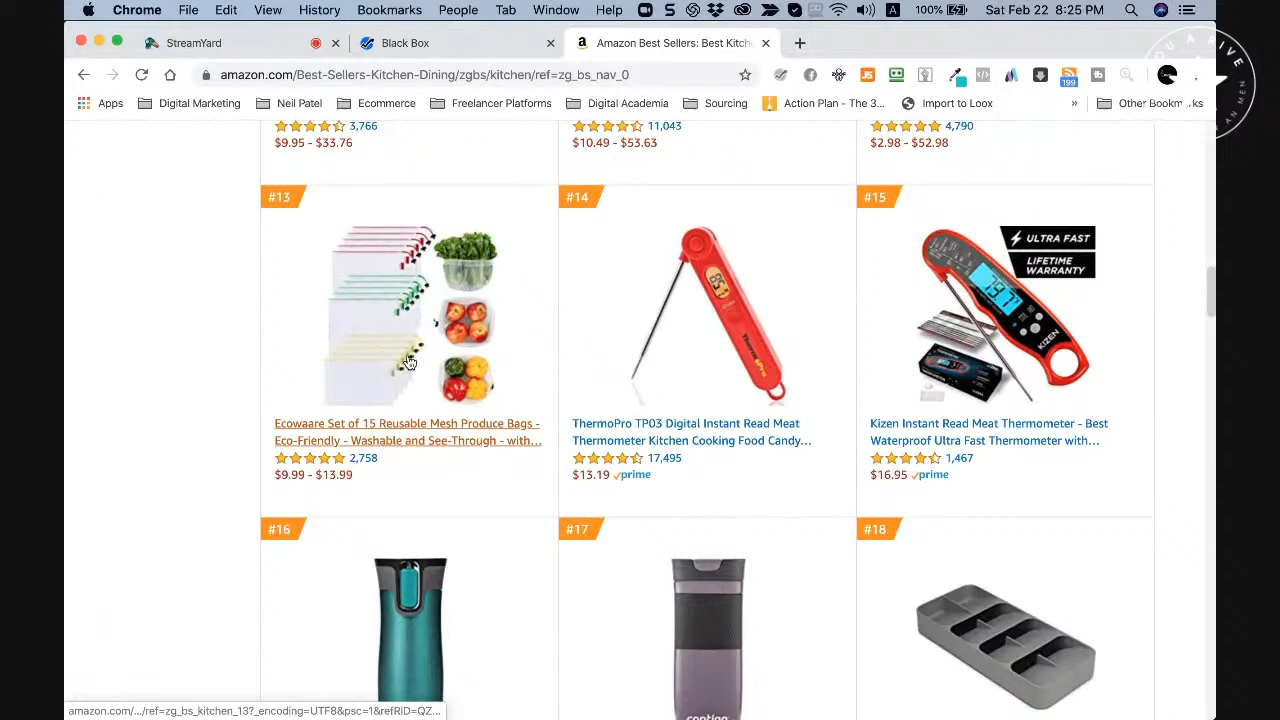 Chrome File Edit View History Bookmarks People Tab Window Help 100% Sat Feb 22 8:25 PM
StreamYard
Black Box
Amazon Best Sellers: Best Kitch
amazon.com/Best-Sellers-Kitchen-Dining/zgbs/kitchen/ref=zg_bs_nav_0
199
Apps Digital Marketing Neil Patel Ecommerce Freelancer Platforms Digital Academia Sourcing Action Plan - The 3... Import to Loox » Other Bookm ks
3,766
$9.95 - $33.76
11,043
$10.49 - $53.63
4,790
$2.98 - $52.98
#13
#14
#15
ULTRA FAST
LIFETIME
WARRANTY
KIZEN
ThermoPro
Ecowaare Set of 15 Reusable Mesh Produce Bags -
Eco-Friendly - Washable and See-Through - with...
2,758
$9.99 - $13.99
ThermoPro TP03 Digital Instant Read Meat
Thermometer Kitchen Cooking Food Candy...
17,495
$13.19 prime
Kizen Instant Read Meat Thermometer - Best
Waterproof Ultra Fast Thermometer with...
1,467
$16.95 prime
#16
#17
#18
contigo
amazon.com/.../ref=zg_bs_kitchen_13?_encoding=UTF8&psc=1&refRID=QZ...